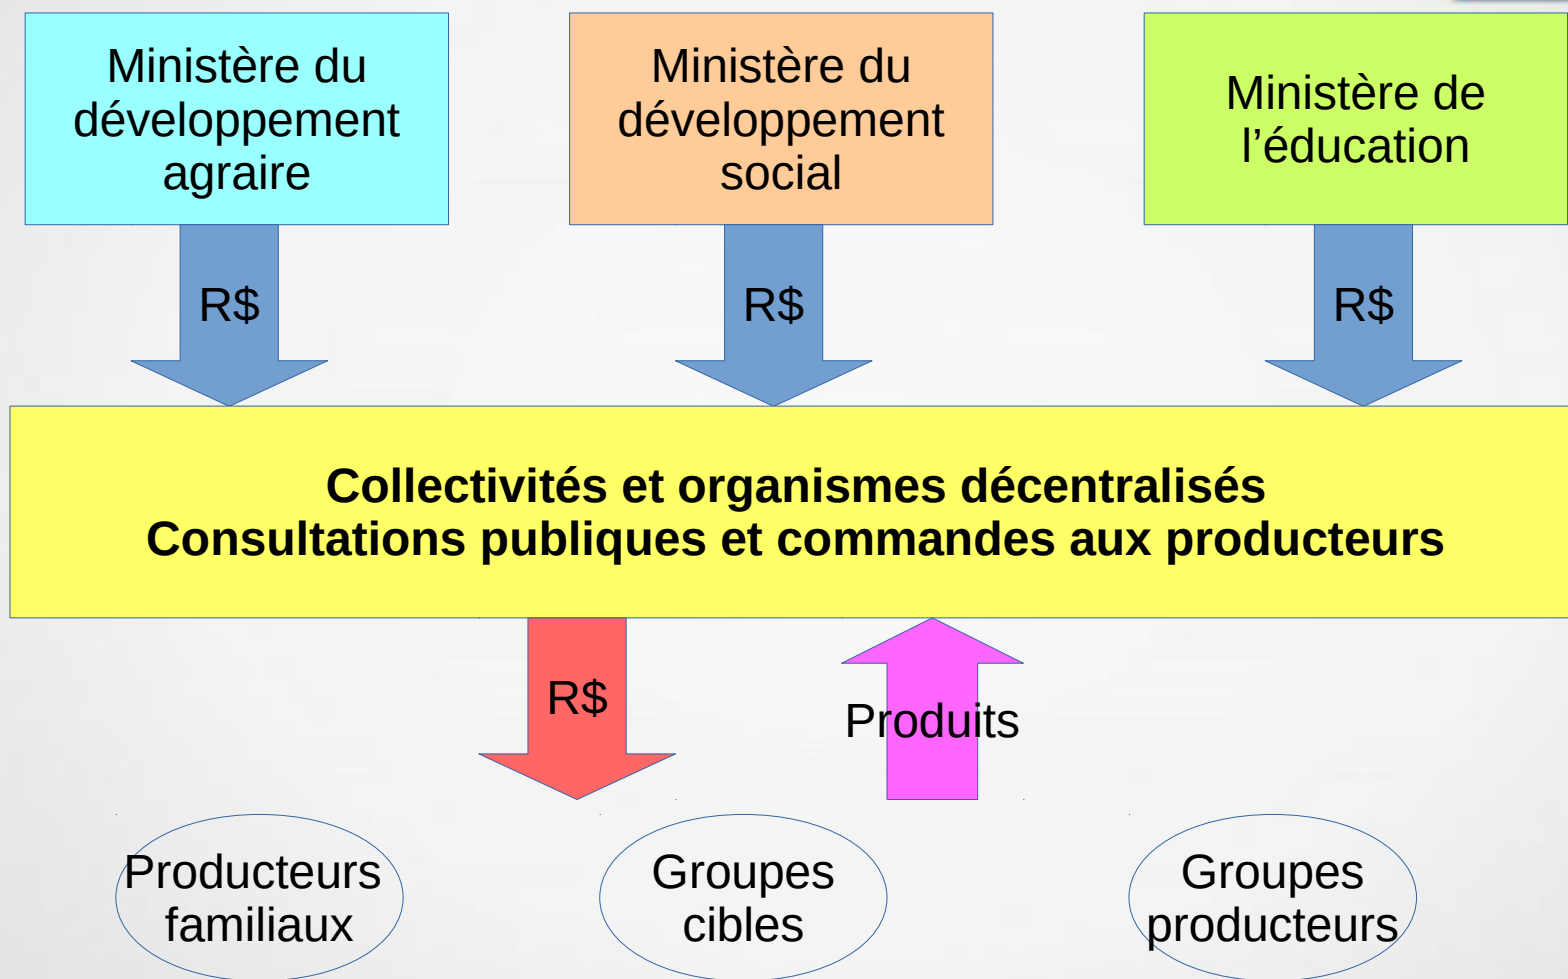 Ministère du
développement
agraire
Ministère du
développement
social
Ministère de
l’éducation
R$
R$
R$
Collectivités et organismes décentralisés
Consultations publiques et commandes aux producteurs
R$
Produits
Producteurs
familiaux
Groupes
cibles
Groupes
producteurs